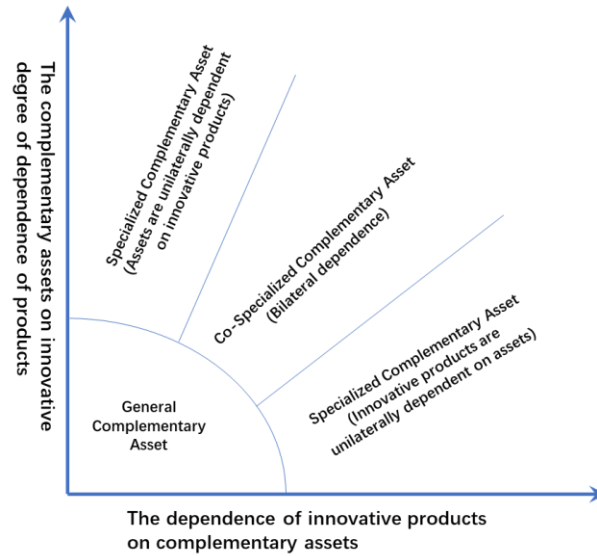 The complementary assets on innovative
degree of dependence of products
Specialized Complementary Asset
(Assets are unilaterally dependent
on innovative products)
Co-Specialized Complementary Asset
(Bilateral dependence)
Specialized Complementary Asset
(Innovative products are
unilaterally dependent on assets)
General
Complementary
Asset
The dependence of innovative products
on complementary assets